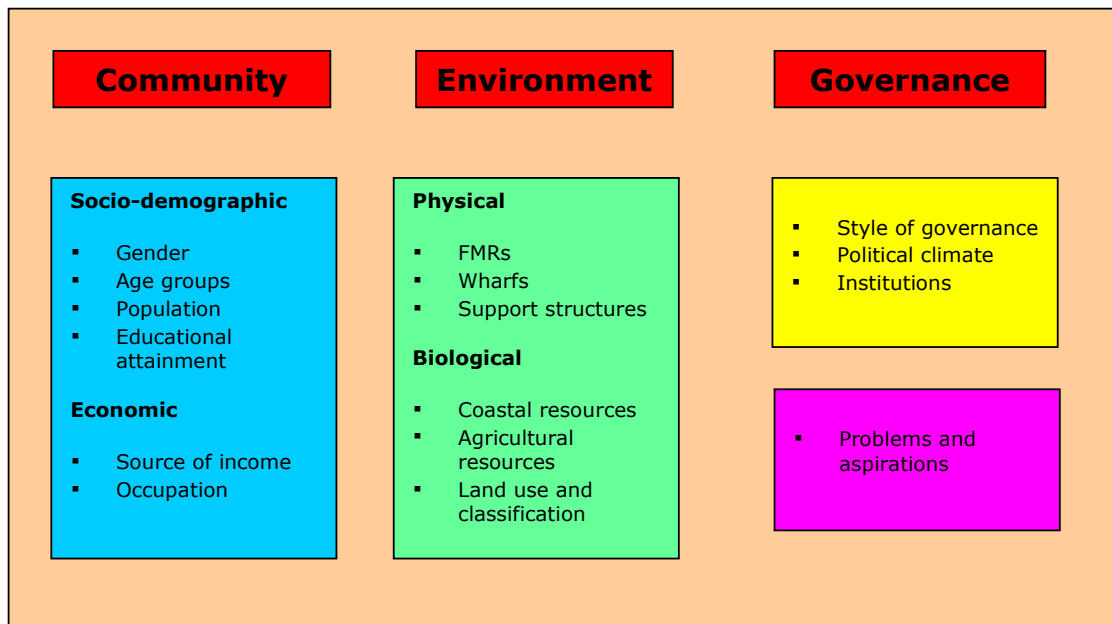 Community
Environment
Governance
Socio-demographic
▪ Gender
▪ Age groups
▪ Population
▪ Educational
attainment
Economic
▪ Source of income
▪ Occupation
Physical
▪ FMRs
▪ Wharfs
▪ Support structures
Biological
▪ Coastal resources
▪ Agricultural
resources
▪ Land use and
classification
▪ Style of governance
▪ Political climate
▪ Institutions
▪ Problems and
aspirations